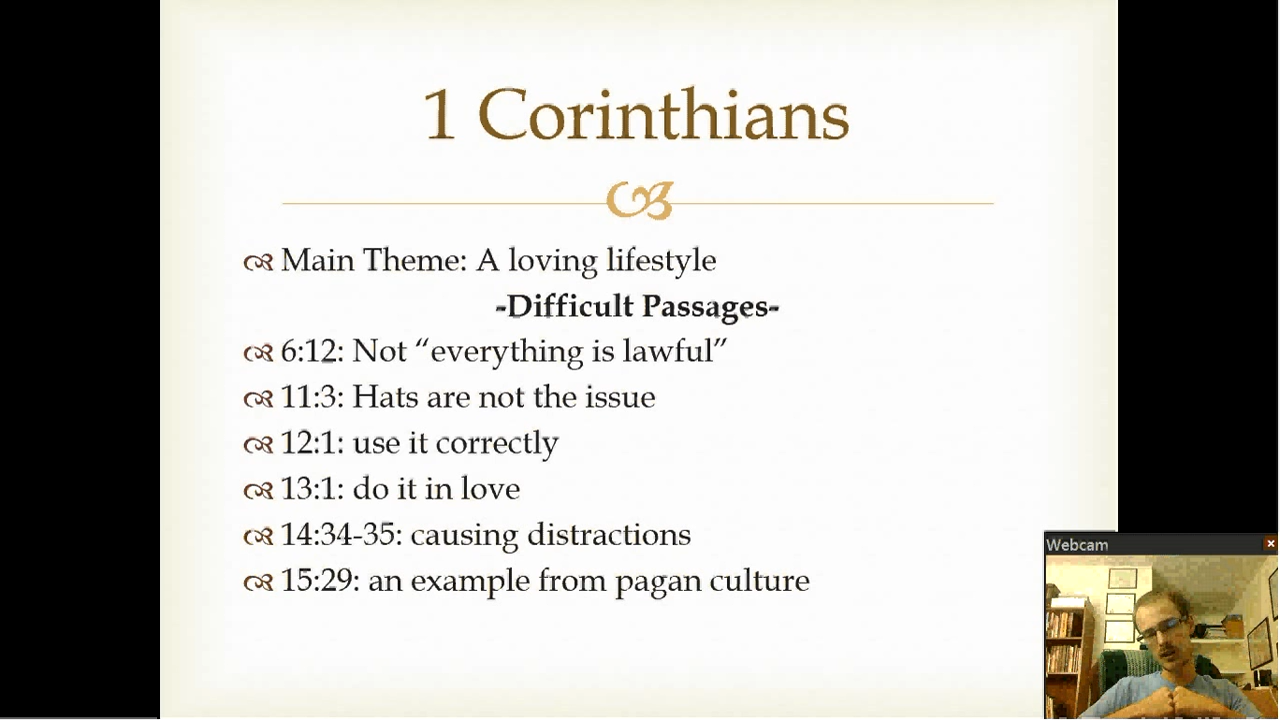 1 Corinthians
Main Theme: A loving lifestyle
-Difficult Passages-
6:12: Not “everything is lawful”
11:3: Hats are not the issue
12:1: use it correctly
13:1: do it in love
14:34-35: causing distractions
15:29: an example from pagan culture
Webcam